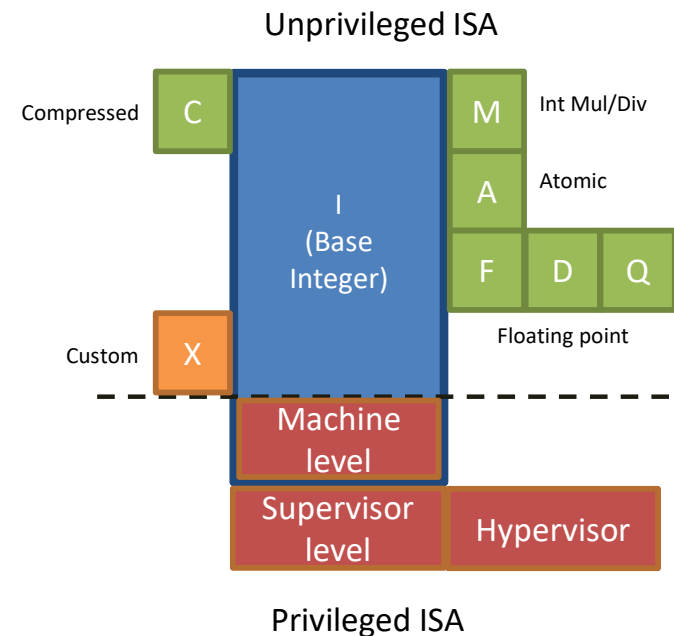 Unprivileged ISA
Compressed
C
I
(Base
Integer)
M
Int Mul/Div
A
Atomic
F
D
Q
Floating point
Custom
X
Machine
level
Supervisor
level
Hypervisor
Privileged ISA